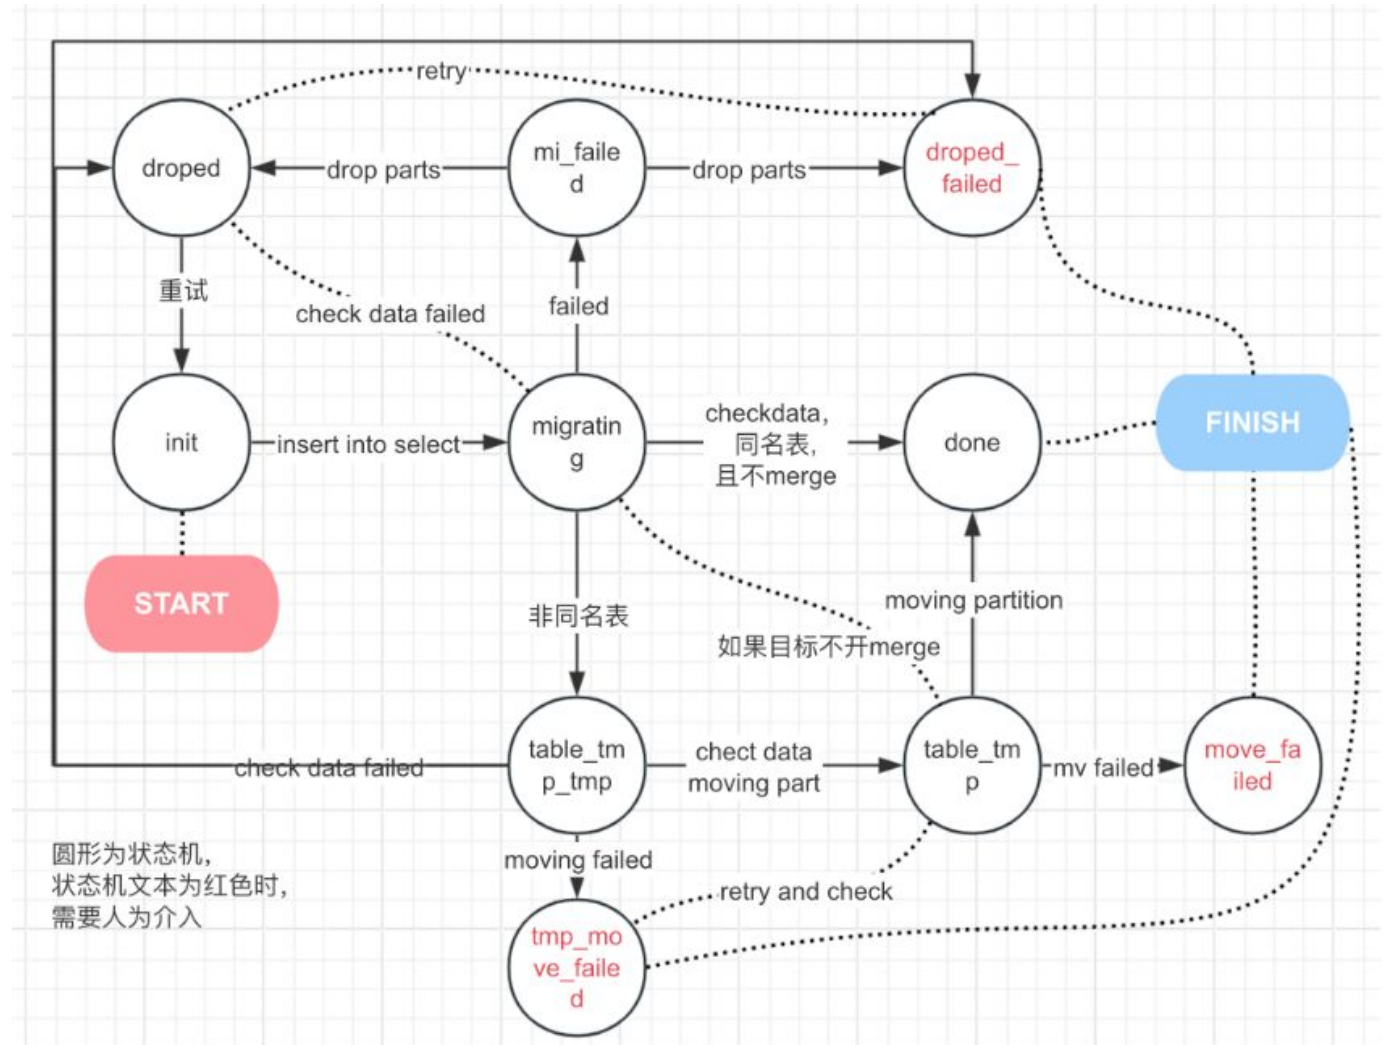 retry
droped
drop parts
mi_faile
d
drop parts
droped_
failed
重试
check data failed
failed
init
insert into select
migratin
g
checkdata,
同名表,
且不merge
done
FINISH
START
非同名表
moving partition
如果目标不开merge
check data failed
table_tm
p_tmp
chect data
moving part
table_tm
p
mv failed
move_fa
iled
圆形为状态机,
状态机文本为红色时,
需要人为介入
moving failed
retry and check
tmp_mo
ve_faile
d